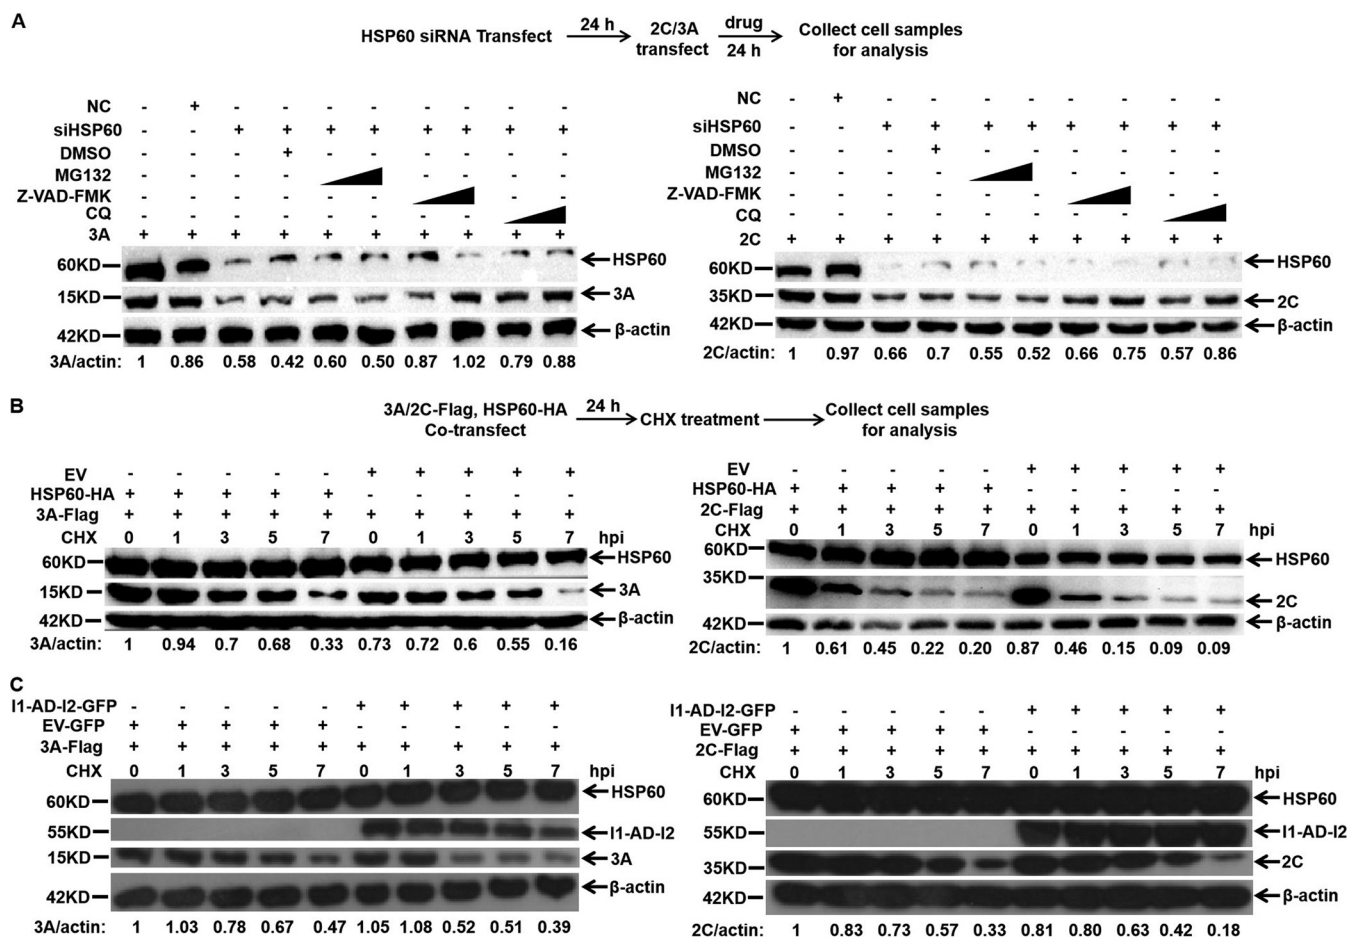 A
HSP60 siRNA Transfect 24 h 2C/3A transfect drug 24 h Collect cell samples for analysis
NC - + - - - - - - - -
siHSP60 - - + + + + + + + +
DMSO - - - + - - - - - -
MG132 - - - - - - - -
Z-VAD-FMK - - - - - - - -
CQ - - - - - - - -
3A + + + + + + + + + +
60KD HSP60
15KD 3A
42KD β-actin
3A/actin: 1 0.86 0.58 0.42 0.60 0.50 0.87 1.02 0.79 0.88
NC - + - - - - - - - -
siHSP60 - - + + + + + + + +
DMSO - - - + - - - - - -
MG132 - - - - - - - -
Z-VAD-FMK - - - - - - - -
CQ - - - - - - - -
2C + + + + + + + + + +
60KD HSP60
35KD 2C
42KD β-actin
2C/actin: 1 0.97 0.66 0.7 0.55 0.52 0.66 0.75 0.57 0.86
B
3A/2C-Flag, HSP60-HA Co-transfect 24 h CHX treatment Collect cell samples for analysis
EV - - - - - + + + + +
HSP60-HA + + + + + - - - - -
3A-Flag + + + + + + + + + +
CHX 0 1 3 5 7 0 1 3 5 7 hpi
60KD HSP60
15KD 3A
42KD β-actin
3A/actin: 1 0.94 0.7 0.68 0.33 0.73 0.72 0.6 0.55 0.16
EV - - - - - + + + + +
HSP60-HA + + + + + - - - - -
2C-Flag + + + + + + + + + +
CHX 0 1 3 5 7 0 1 3 5 7 hpi
60KD HSP60
35KD 2C
42KD β-actin
2C/actin: 1 0.61 0.45 0.22 0.20 0.87 0.46 0.15 0.09 0.09
C
I1-AD-I2-GFP - - - - - + + + + +
EV-GFP + + + + + - - - - -
3A-Flag + + + + + + + + + +
CHX 0 1 3 5 7 0 1 3 5 7 hpi
60KD HSP60
55KD I1-AD-I2
15KD 3A
42KD β-actin
3A/actin: 1 1.03 0.78 0.67 0.47 1.05 1.08 0.52 0.51 0.39
I1-AD-I2-GFP - - - - - + + + + +
EV-GFP + + + + + - - - - -
2C-Flag + + + + + + + + + +
CHX 0 1 3 5 7 0 1 3 5 7 hpi
60KD HSP60
55KD I1-AD-I2
35KD 2C
42KD β-actin
2C/actin: 1 0.83 0.73 0.57 0.33 0.81 0.80 0.63 0.42 0.18